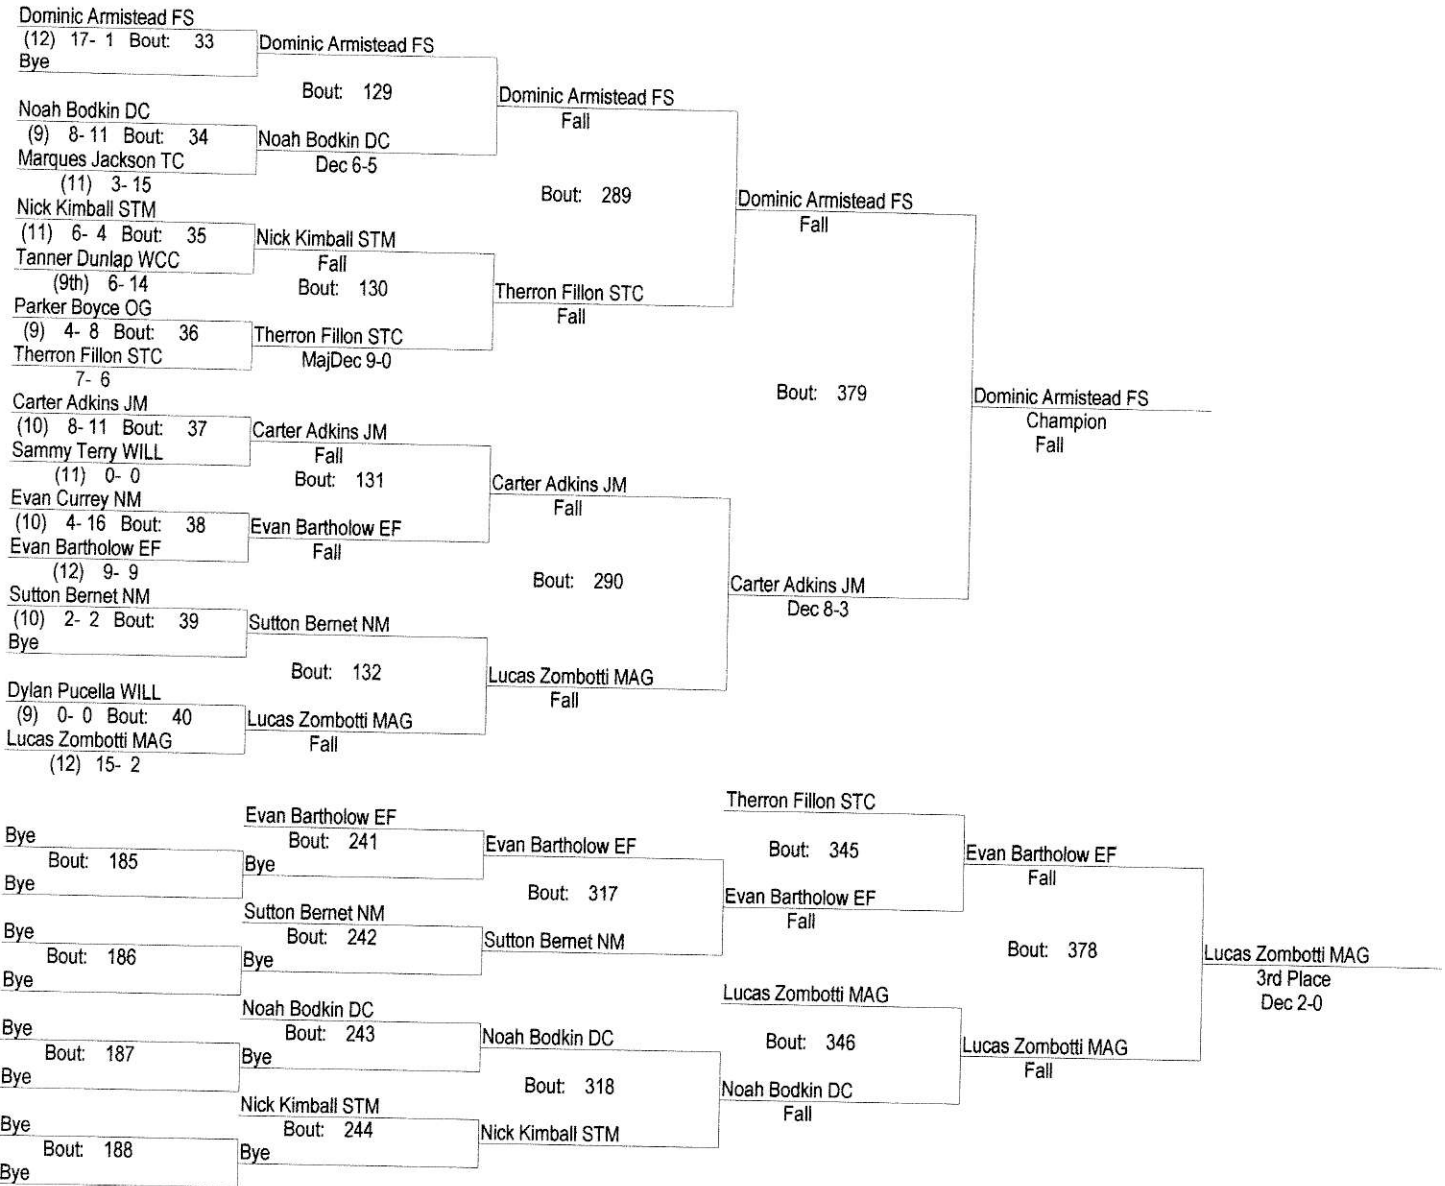 Dominic Armistead FS
(12) 17- 1 Bout: 33
Bye
Dominic Armistead FS
Bout: 129
Noah Bodkin DC
(9) 8- 11 Bout: 34
Marques Jackson TC
(11) 3- 15
Noah Bodkin DC
Dec 6-5
Dominic Armistead FS
Fall
Bout: 289
Nick Kimball STM
(11) 6- 4 Bout: 35
Tanner Dunlap WCC
(9th) 6- 14
Nick Kimball STM
Fall
Bout: 130
Parker Boyce OG
(9) 4- 8 Bout: 36
Therron Fillon STC
7- 6
Therron Fillon STC
MajDec 9-0
Therron Fillon STC
Fall
Dominic Armistead FS
Fall
Bout: 379
Carter Adkins JM
(10) 8- 11 Bout: 37
Sammy Terry WILL
(11) 0- 0
Carter Adkins JM
Fall
Bout: 131
Evan Currey NM
(10) 4- 16 Bout: 38
Evan Bartholow EF
(12) 9- 9
Evan Bartholow EF
Fall
Carter Adkins JM
Fall
Bout: 290
Sutton Bernet NM
(10) 2- 2 Bout: 39
Bye
Sutton Bernet NM
Bout: 132
Dylan Pucella WILL
(9) 0- 0 Bout: 40
Lucas Zombotti MAG
(12) 15- 2
Lucas Zombotti MAG
Fall
Lucas Zombotti MAG
Fall
Carter Adkins JM
Dec 8-3
Dominic Armistead FS
Champion
Fall
Bye
Bout: 185
Bye
Evan Bartholow EF
Bout: 241
Bye
Evan Bartholow EF
Bout: 317
Bye
Bout: 186
Bye
Sutton Bernet NM
Bout: 242
Bye
Sutton Bernet NM
Therron Fillon STC
Bout: 345
Evan Bartholow EF
Fall
Evan Bartholow EF
Fall
Bout: 378
Bye
Bout: 187
Bye
Noah Bodkin DC
Bout: 243
Bye
Noah Bodkin DC
Bout: 318
Bye
Bout: 188
Bye
Nick Kimball STM
Bout: 244
Bye
Nick Kimball STM
Lucas Zombotti MAG
Bout: 346
Noah Bodkin DC
Fall
Lucas Zombotti MAG
Fall
Lucas Zombotti MAG
3rd Place
Dec 2-0